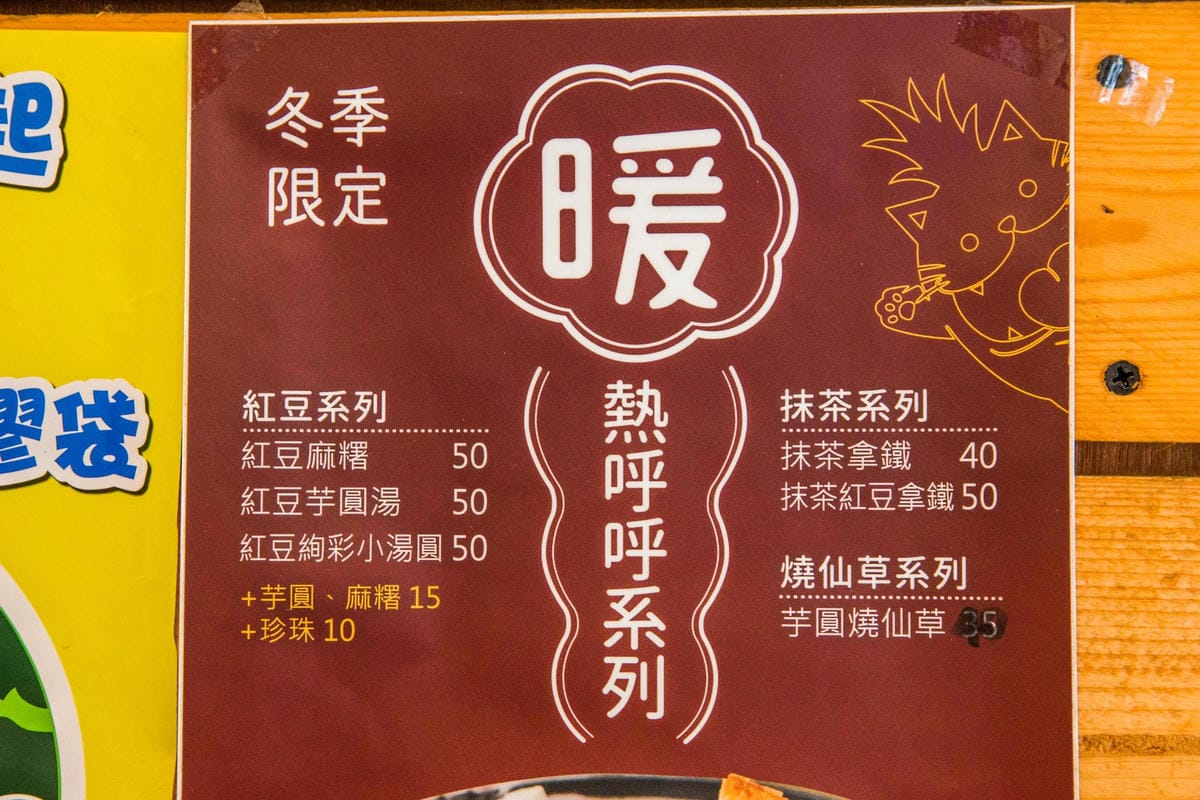 起
膠袋
冬季
限定
暖
熱呼呼系列
紅豆系列
紅豆麻糬 50
紅豆芋圓湯 50
紅豆絢彩小湯圓 50
+芋圓、麻糬 15
+珍珠 10
抹茶系列
抹茶拿鐵 40
抹茶紅豆拿鐵 50
燒仙草系列
芋圓燒仙草 35